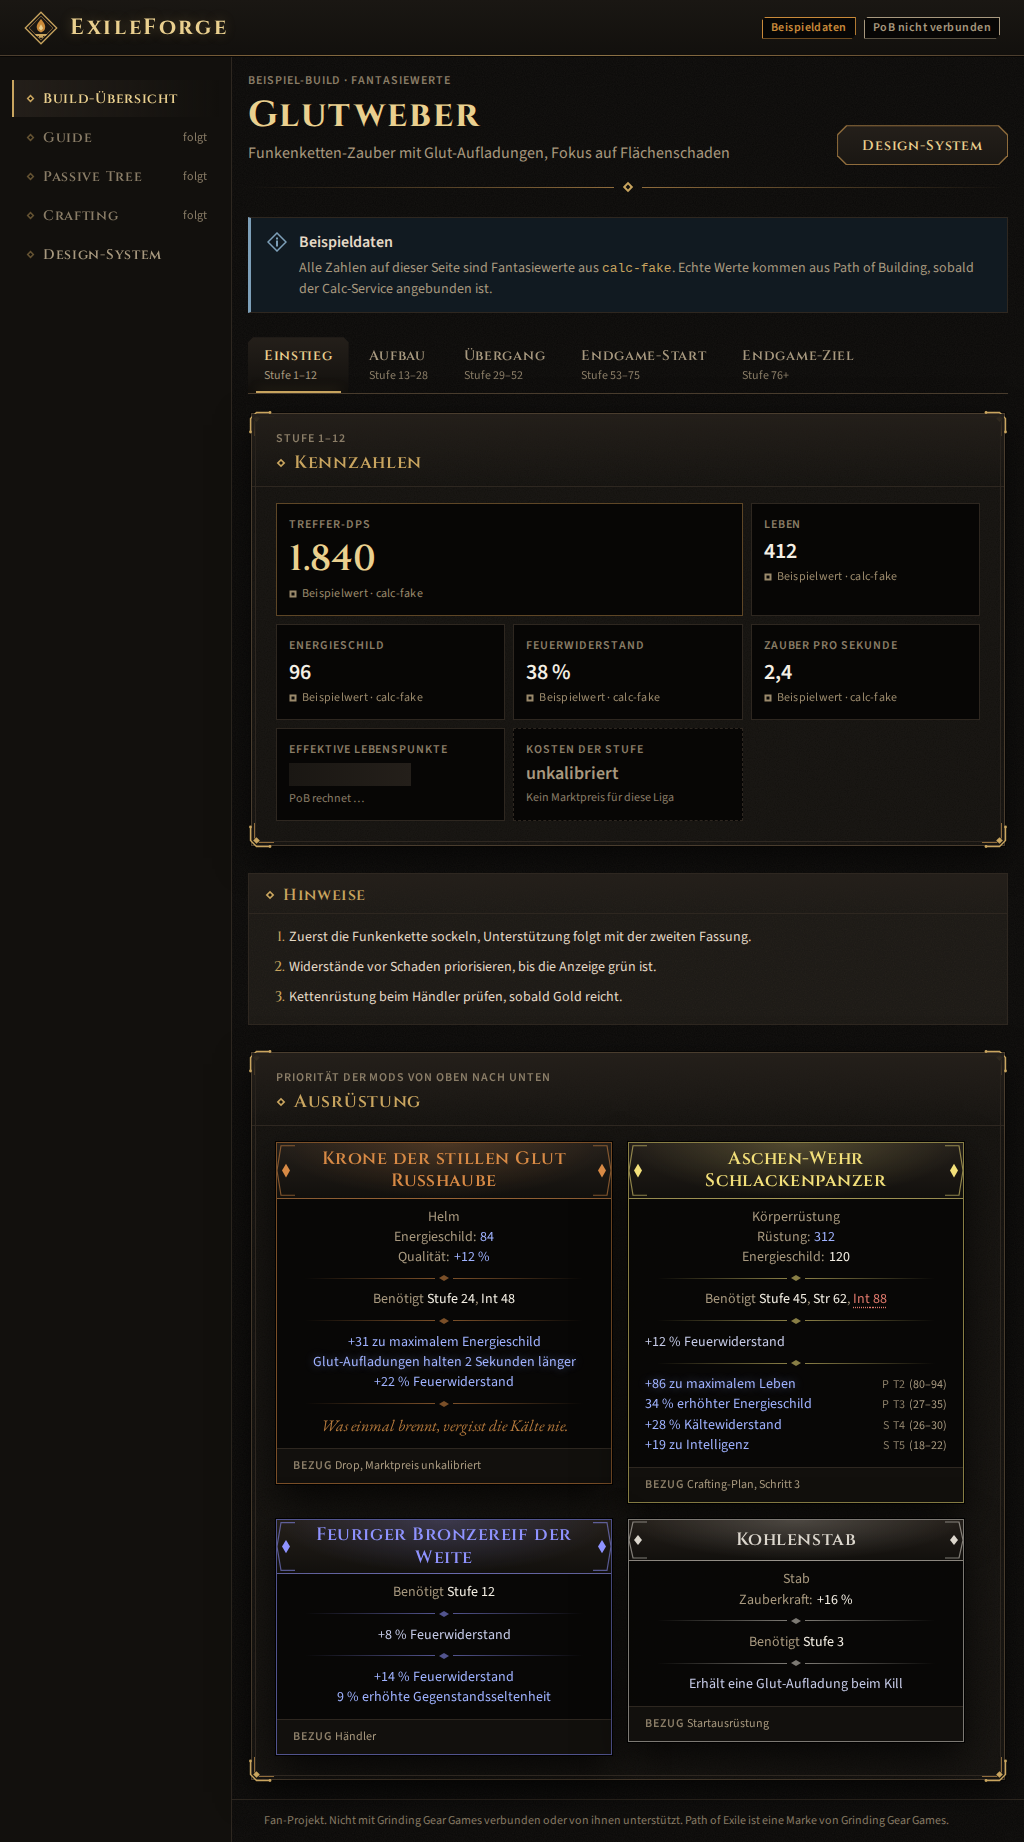 ExileForge
Beispieldaten
PoB nicht verbunden
Build-Übersicht
Guide folgt
Passive Tree folgt
Crafting folgt
Design-System
BEISPIEL-BUILD · FANTASIEWERTE
Glutweber
Funkenketten-Zauber mit Glut-Aufladungen, Fokus auf Flächenschaden
Design-System
Beispieldaten
Alle Zahlen auf dieser Seite sind Fantasiewerte aus calc-fake. Echte Werte kommen aus Path of Building, sobald
der Calc-Service angebunden ist.
Einstieg
Stufe 1–12
Aufbau
Stufe 13–28
Übergang
Stufe 29–52
Endgame-Start
Stufe 53–75
Endgame-Ziel
Stufe 76+
STUFE 1–12
Kennzahlen
TREFFER-DPS
1.840
Beispielwert · calc-fake
LEBEN
412
Beispielwert · calc-fake
ENERGIESCHILD
96
Beispielwert · calc-fake
FEUERWIDERSTAND
38 %
Beispielwert · calc-fake
ZAUBER PRO SEKUNDE
2,4
Beispielwert · calc-fake
EFFEKTIVE LEBENSPUNKTE
PoB rechnet …
KOSTEN DER STUFE
unkalibriert
Kein Marktpreis für diese Liga
Hinweise
1. Zuerst die Funkenkette sockeln, Unterstützung folgt mit der zweiten Fassung.
2. Widerstände vor Schaden priorisieren, bis die Anzeige grün ist.
3. Kettenrüstung beim Händler prüfen, sobald Gold reicht.
PRIORITÄT DER MODS VON OBEN NACH UNTEN
Ausrüstung
Krone der stillen Glut
Russhaube
Helm
Energieschild: 84
Qualität: +12 %
Benötigt Stufe 24, Int 48
+31 zu maximalem Energieschild
Glut-Aufladungen halten 2 Sekunden länger
+22 % Feuerwiderstand
Was einmal brennt, vergisst die Kälte nie.
BEZUG Drop, Marktpreis unkalibriert
Aschen-Wehr
Schlackenpanzer
Körperrüstung
Rüstung: 312
Energieschild: 120
Benötigt Stufe 45, Str 62, Int 88
+12 % Feuerwiderstand
+86 zu maximalem Leben P T2 (80–94)
34 % erhöhter Energieschild P T3 (27–35)
+28 % Kältewiderstand S T4 (26–30)
+19 zu Intelligenz S T5 (18–22)
BEZUG Crafting-Plan, Schritt 3
Feuriger Bronzereif der
Weite
Benötigt Stufe 12
+8 % Feuerwiderstand
+14 % Feuerwiderstand
9 % erhöhte Gegenstandsseltenheit
BEZUG Händler
Kohlenstab
Stab
Zauberkraft: +16 %
Benötigt Stufe 3
Erhält eine Glut-Aufladung beim Kill
BEZUG Startausrüstung
Fan-Projekt. Nicht mit Grinding Gear Games verbunden oder von ihnen unterstützt. Path of Exile ist eine Marke von Grinding Gear Games.